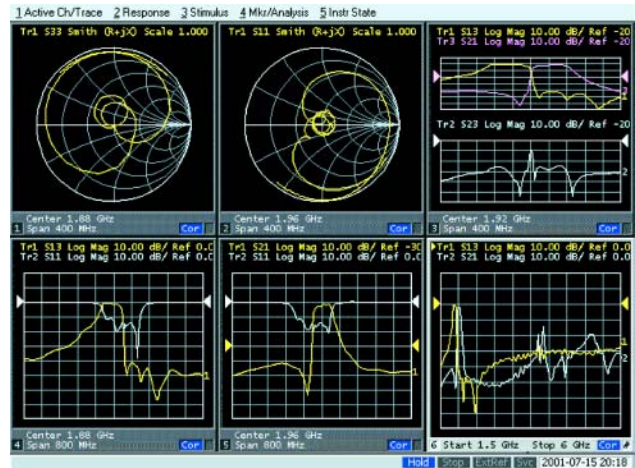 1 Active Ch/Trace 2 Response 3 Stimulus 4 Mkr/Analysis 5 Instr State
Tr1 S33 Smith (R+jX) Scale 1.000
Center 1.88 GHz
1 Span 400 MHz Cor
Tr1 S11 Smith (R+jX) Scale 1.000
Center 1.96 GHz
2 Span 400 MHz Cor
Tr1 S13 Log Mag 10.00 dB/ Ref -20
Tr3 S21 Log Mag 10.00 dB/ Ref -20
1
2
Tr2 S23 Log Mag 10.00 dB/ Ref -20
2
Center 1.92 GHz
3 Span 400 MHz Cor
Tr1 S13 Log Mag 10.00 dB/ Ref 0.0
Tr2 S11 Log Mag 10.00 dB/ Ref 0.0
1
Center 1.88 GHz
4 Span 800 MHz Cor
Tr1 S21 Log Mag 10.00 dB/ Ref -30
Tr2 S11 Log Mag 10.00 dB/ Ref 0.0
1
Center 1.96 GHz
5 Span 800 MHz Cor
Tr1 S13 Log Mag 10.00 dB/ Ref 0.0
Tr2 S21 Log Mag 10.00 dB/ Ref 0.0
1
2
6 Start 1.5 GHz Stop 6 GHz Cor #
Hold Stop ExtRef Svc 2001-07-15 20:18